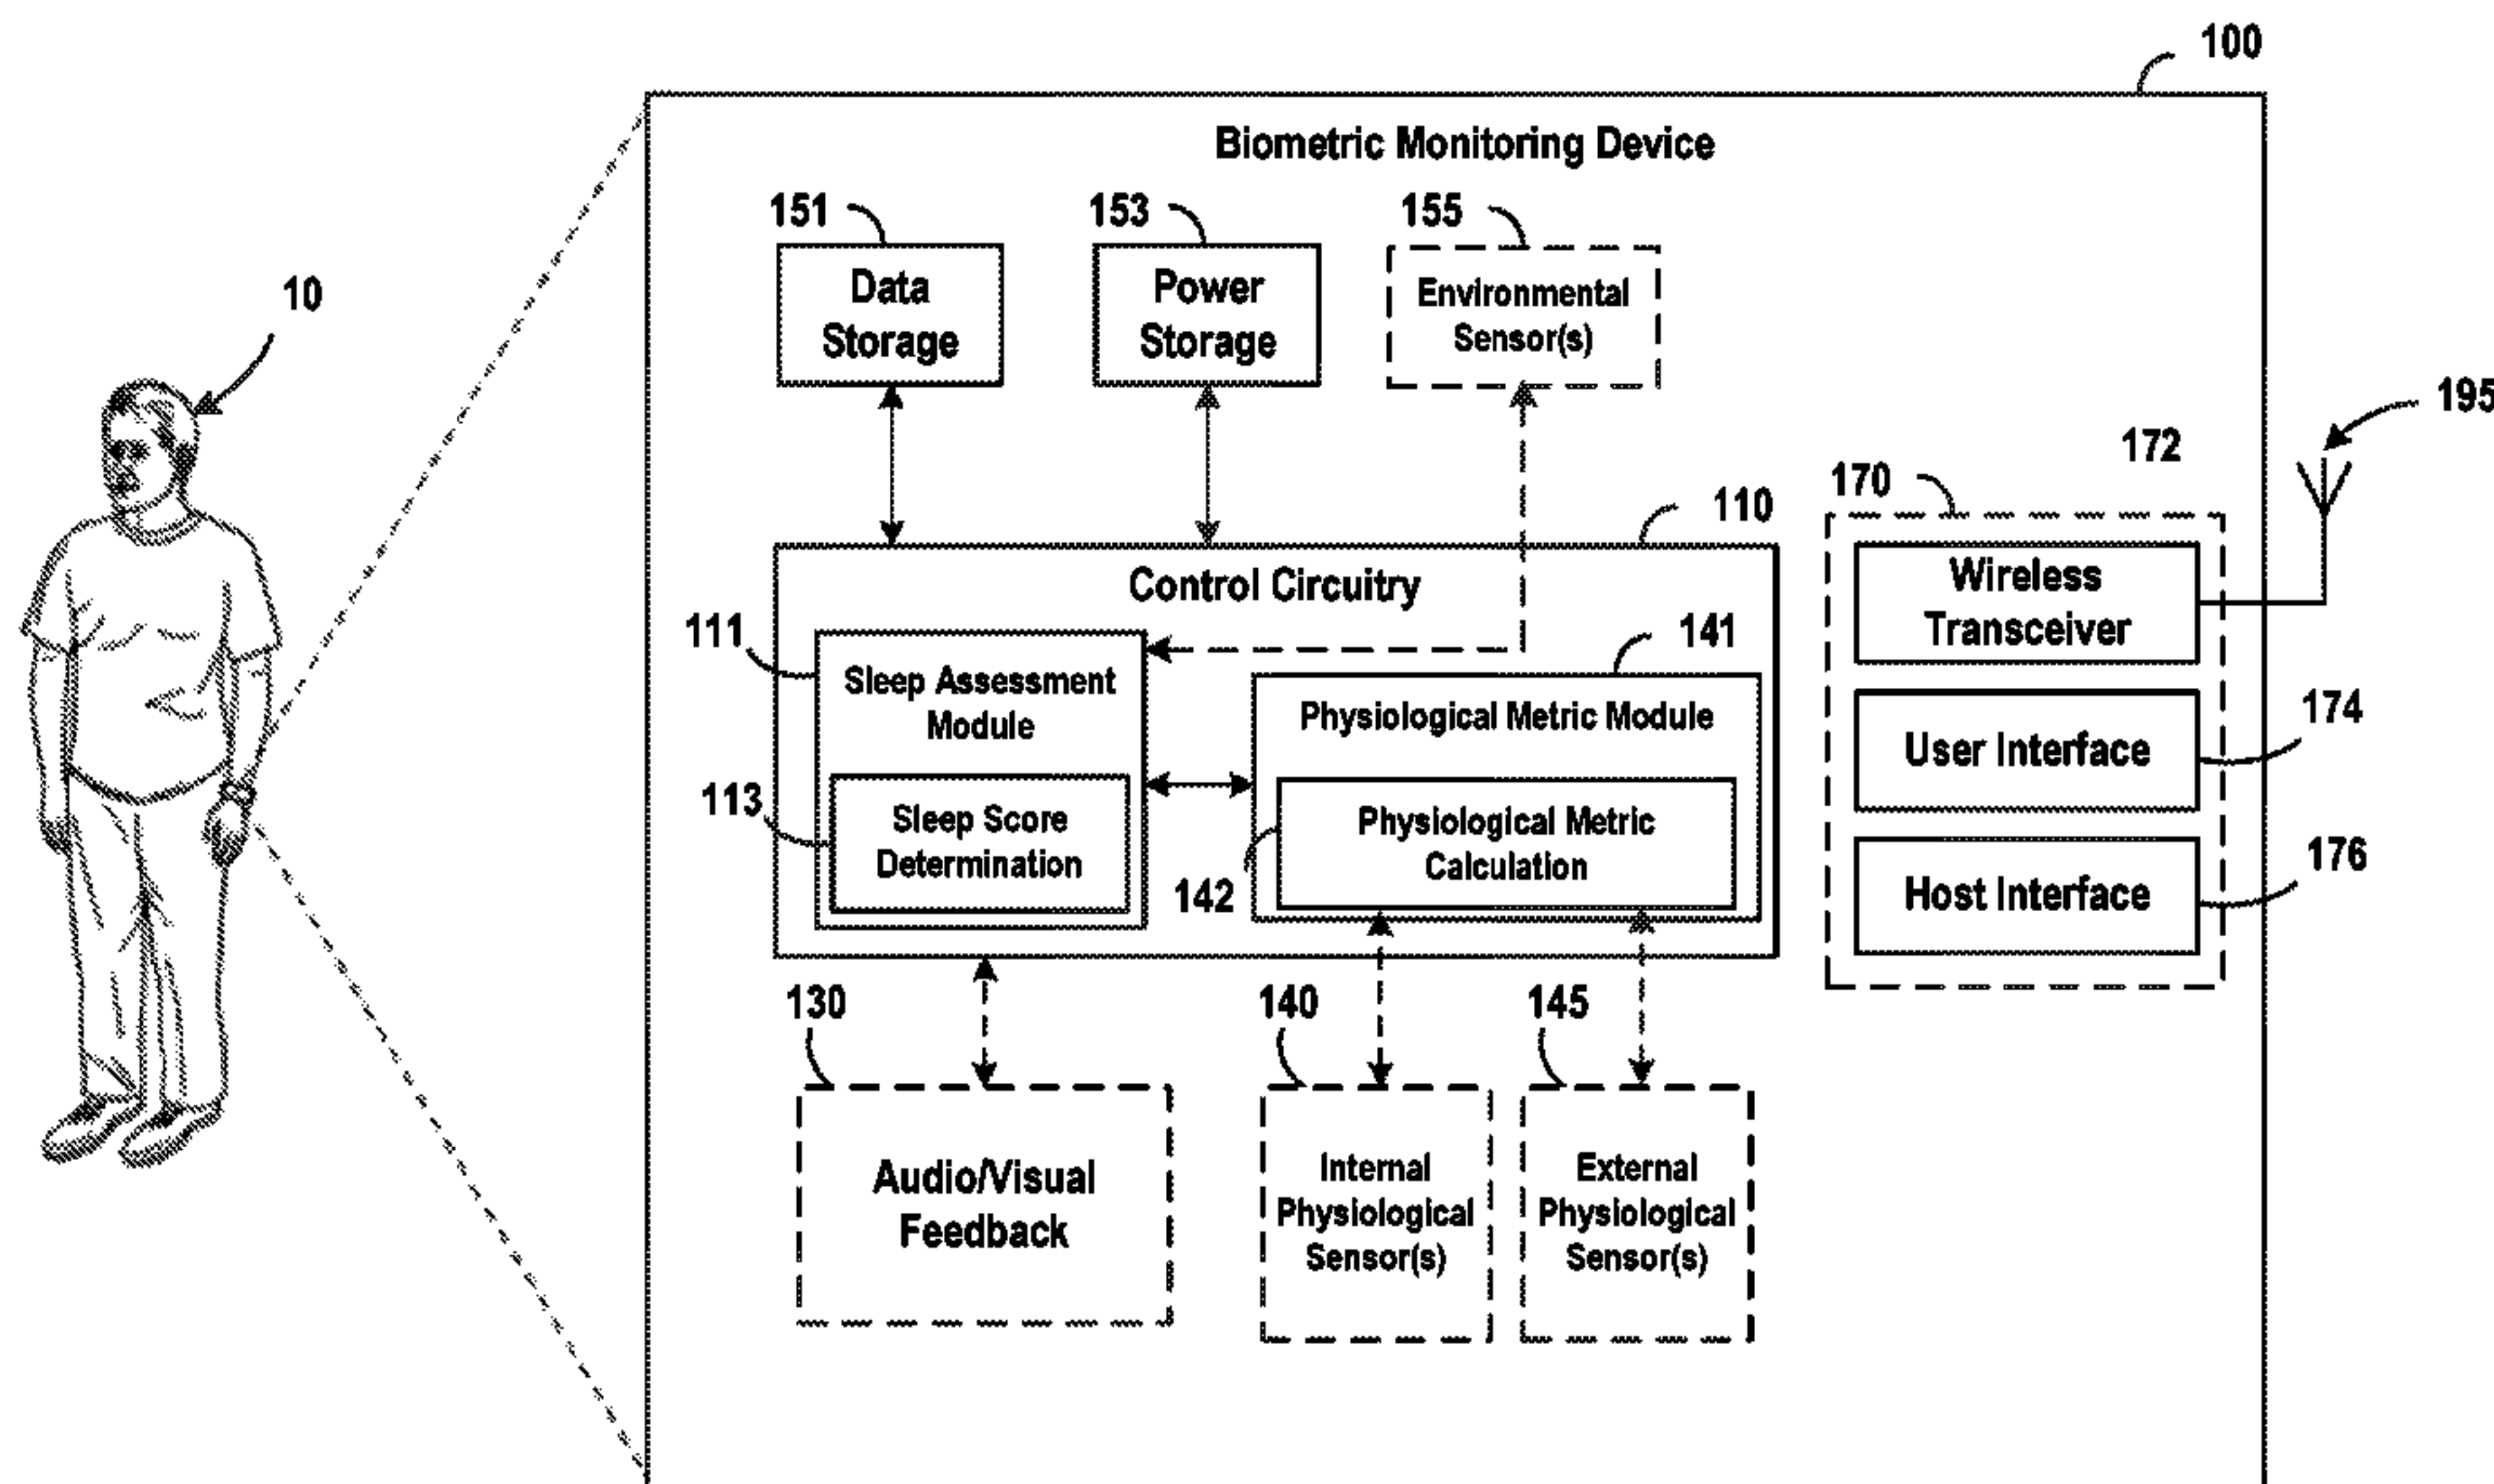 100
Biometric Monitoring Device
151
153
155
Data
Storage
Power
Storage
Environmental
Sensor(s)
10
195
172
170
110
Control Circuitry
Wireless
Transceiver
111
141
Sleep Assessment
Module
Physiological Metric Module
174
User Interface
113
Sleep Score
Determination
Physiological Metric
Calculation
142
176
Host Interface
130
140
145
Audio/Visual
Feedback
Internal
Physiological
Sensor(s)
External
Physiological
Sensor(s)